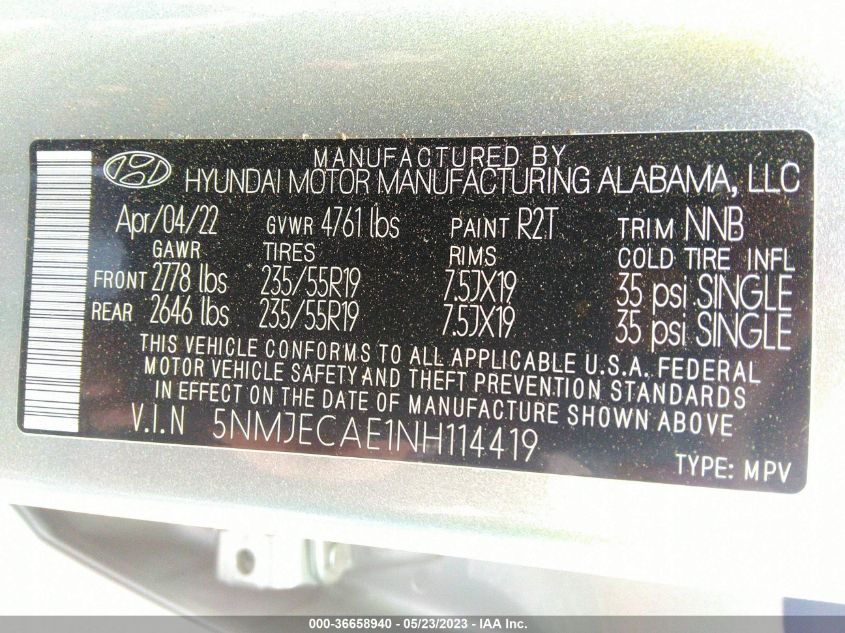 MANUFACTURED BY
HYUNDAI MOTOR MANUFACTURING ALABAMA, LLC
Apr/04/22 GVWR 4761 lbs PAINT R2T TRIM NNB
GAWR TIRES RIMS COLD TIRE INFL
FRONT 2778 lbs 235/55R19 7.5JX19 35 psi SINGLE
REAR 2646 lbs 235/55R19 7.5JX19 35 psi SINGLE
THIS VEHICLE CONFORMS TO ALL APPLICABLE U.S.A. FEDERAL
MOTOR VEHICLE SAFETY AND THEFT PREVENTION STANDARDS
IN EFFECT ON THE DATE OF MANUFACTURE SHOWN ABOVE
V.I.N 5NMJECAE1NH114419
TYPE: MPV
000-36658940 - 05/23/2023 - IAA Inc.